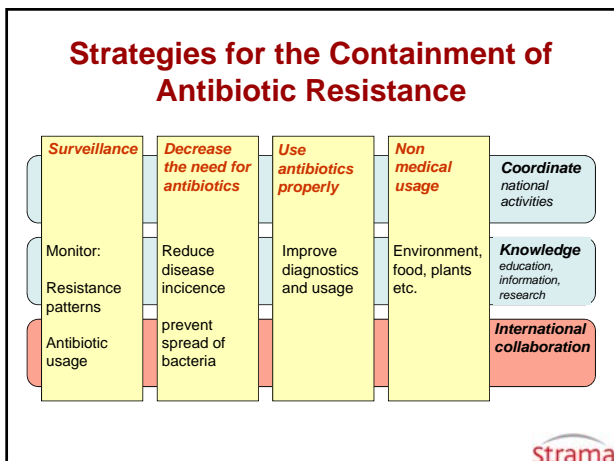 Strategies for the Containment of
Antibiotic Resistance
Surveillance
Monitor:
Resistance
patterns
Antibiotic
usage
Decrease
the need for
antibiotics
Reduce
disease
incicence
prevent
spread of
bacteria
Use
antibiotics
properly
Improve
diagnostics
and usage
Non
medical
usage
Environment,
food, plants
etc.
Coordinate
national
activities
Knowledge
education,
information,
research
International
collaboration
Strama